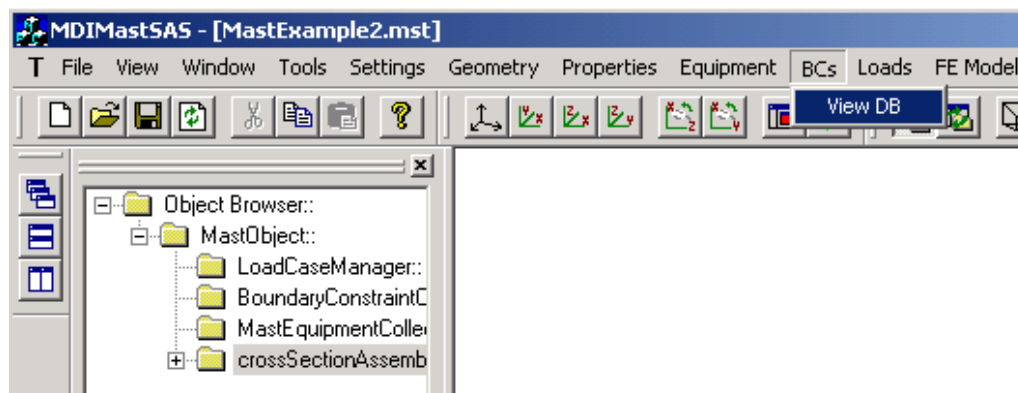 MDIMastSAS - [MastExample2.mst]
T File View Window Tools Settings Geometry Properties Equipment BCs Loads FE Model
View DB
Object Browser::
MastObject::
LoadCaseManager::
BoundaryConstraintC
MastEquipmentCollec
crossSectionAssemb